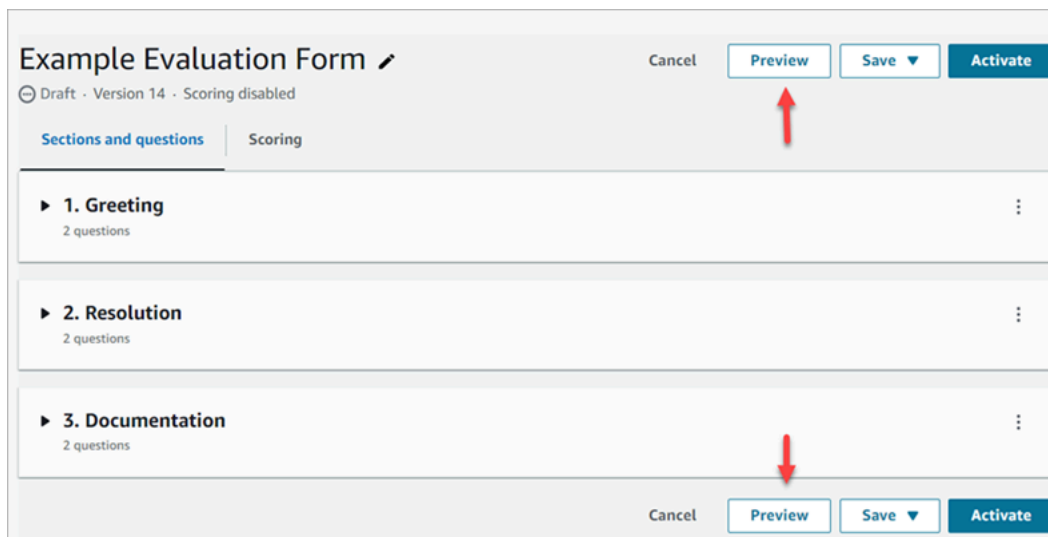 Example Evaluation Form
Cancel Preview Save Activate
Draft · Version 14 · Scoring disabled
Sections and questions Scoring
1. Greeting
2 questions
2. Resolution
2 questions
3. Documentation
2 questions
Cancel Preview Save Activate